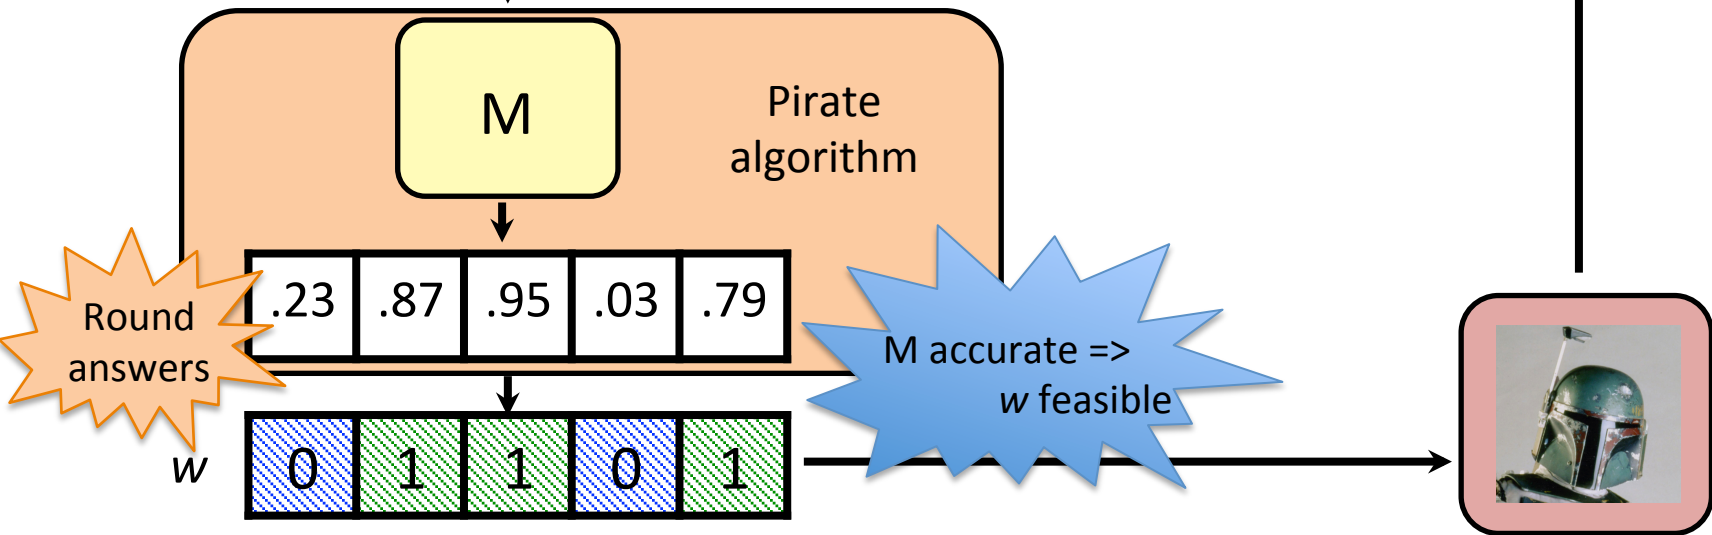 M
Pirate
algorithm
.23 .87 .95 .03 .79
Round
answers
M accurate =>
w feasible
w
0 1 1 0 1